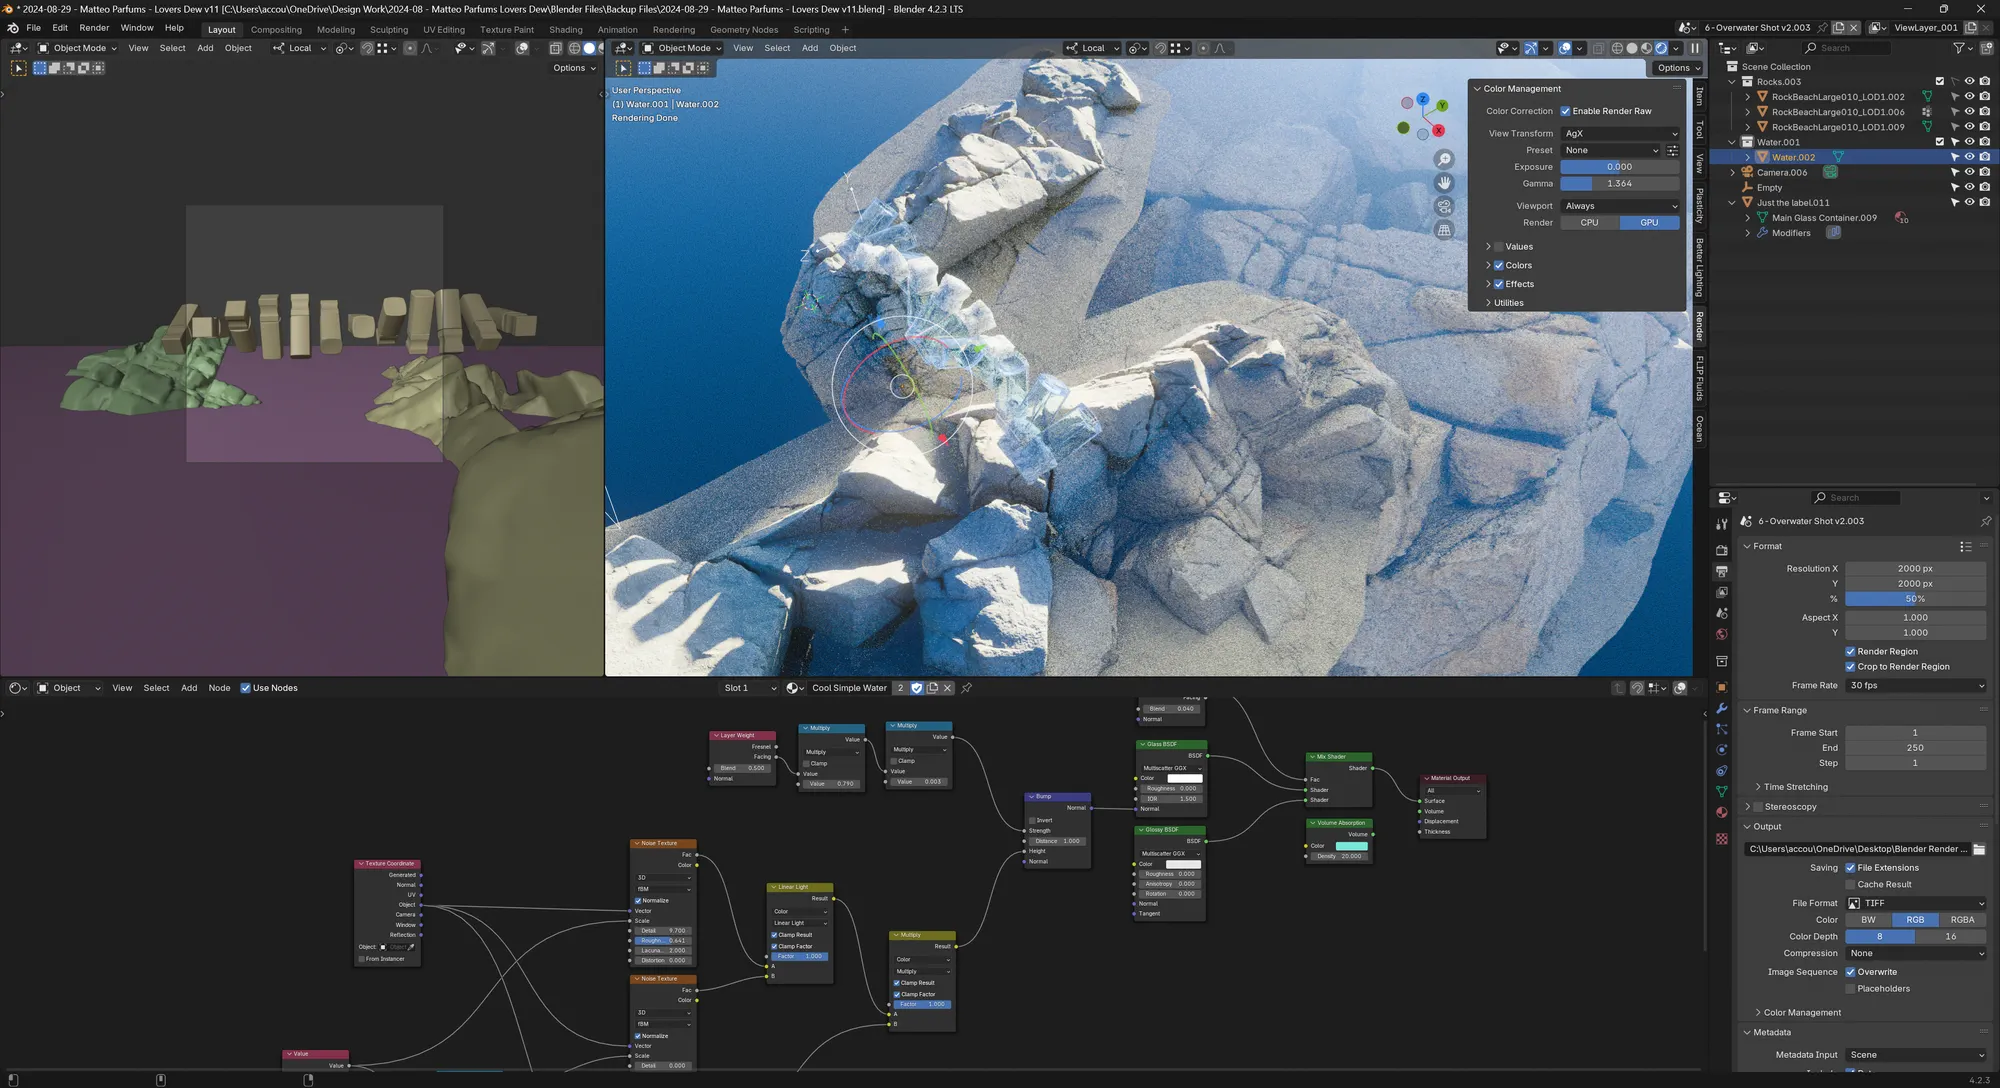 * 2024-08-29 - Matteo Parfums - Lovers Dew v11 [C:\Users\accou\OneDrive\Design Work\2024-08 - Matteo Parfums Lovers Dew\Blender Files\Backup Files\2024-08-29 - Matteo Parfums - Lovers Dew v11.blend] - Blender 4.2.3 LTS
File Edit Render Window Help Layout Compositing Modeling Sculpting UV Editing Texture Paint Shading Animation Rendering Geometry Nodes Scripting +
6-Overwater Shot v2.003 ViewLayer_001
Object Mode View Select Add Object Local
Options
Object Mode View Select Add Object Local
Options
User Perspective
(1) Water.001 | Water.002
Rendering Done
Z
Y
X
Color Management
Color Correction Enable Render Raw
View Transform AgX
Preset None
Exposure 0.000
Gamma 1.364
Viewport Always
Render CPU GPU
Values
Colors
Effects
Utilities
Item
Tool
View
Plasticity
Better Lighting
Render
FLIP Fluids
Ocean
Search
Scene Collection
Rocks.003
RockBeachLarge010_LOD1.002
RockBeachLarge010_LOD1.006
RockBeachLarge010_LOD1.009
Water.001
Water.002
Camera.006
Empty
Just the label.011
Main Glass Container.009 10
Modifiers
Search
6-Overwater Shot v2.003
Format
Resolution X 2000 px
Y 2000 px
% 50%
Aspect X 1.000
Y 1.000
Render Region
Crop to Render Region
Frame Rate 30 fps
Frame Range
Frame Start 1
End 250
Step 1
Time Stretching
Stereoscopy
Output
C:\Users\accou\OneDrive\Desktop\Blender Render ...
Saving File Extensions
Cache Result
File Format TIFF
Color BW RGB RGBA
Color Depth 8 16
Compression None
Image Sequence Overwrite
Placeholders
Color Management
Metadata
Metadata Input Scene
Object View Select Add Node Use Nodes Slot 1 Cool Simple Water 2
Layer Weight
Fresnel
Facing
Blend 0.500
Normal
Multiply
Value
Multiply
Clamp
Value
Value 0.790
Multiply
Value
Multiply
Clamp
Value
Value 0.003
Blend 0.040
Normal
Glass BSDF
BSDF
Multiscatter GGX
Color
Roughness 0.000
IOR 1.500
Normal
Mix Shader
Shader
Fac
Shader
Shader
Material Output
All
Surface
Volume
Displacement
Thickness
Bump
Normal
Invert
Strength
Distance 1.000
Height
Normal
Glossy BSDF
BSDF
Multiscatter GGX
Color
Roughness 0.000
Anisotropy 0.000
Rotation 0.000
Normal
Tangent
Volume Absorption
Volume
Color
Density 20.000
Texture Coordinate
Generated
Normal
UV
Object
Camera
Window
Reflection
Object: Object
From Instancer
Noise Texture
Fac
Color
3D
fBM
Normalize
Vector
Scale
Detail 9.700
Roughn... 0.641
Lacuna... 2.000
Distortion 0.000
Linear Light
Result
Color
Linear Light
Clamp Result
Clamp Factor
Factor 1.000
A
B
Multiply
Result
Color
Multiply
Clamp Result
Clamp Factor
Factor 1.000
A
B
Noise Texture
Fac
Color
3D
fBM
Normalize
Vector
Scale
Detail 0.000
Value
Value
4.2.3